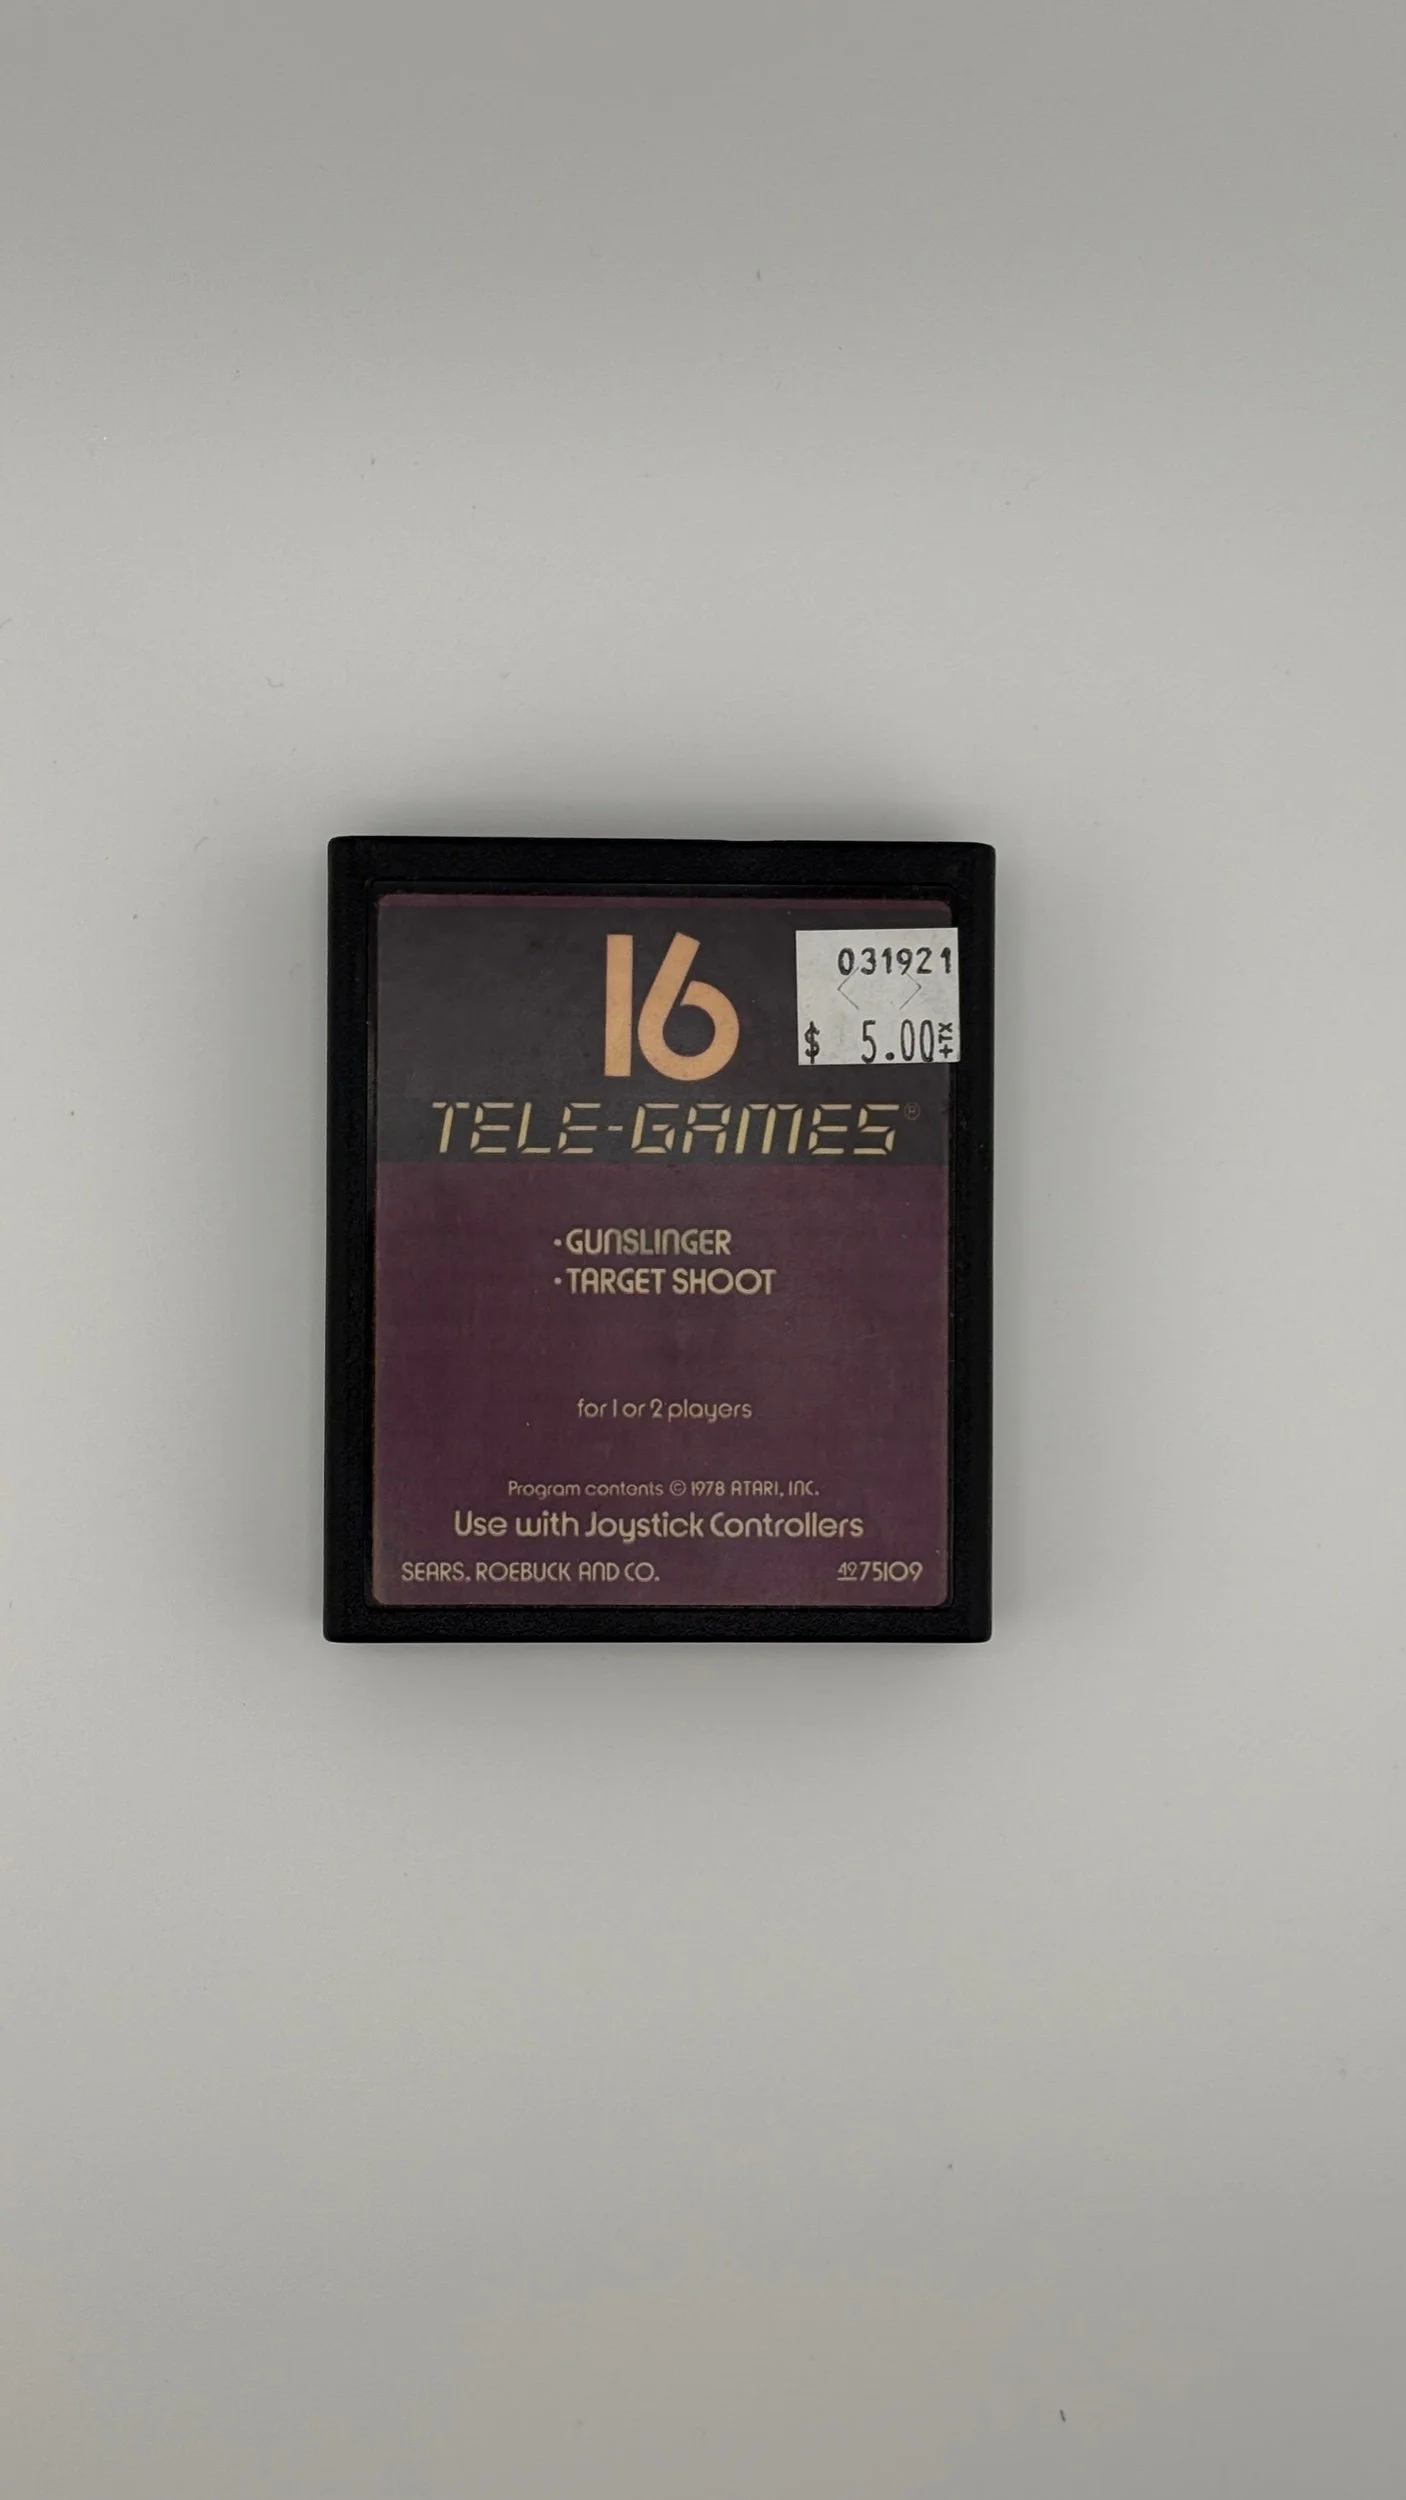 16
031921
$ 5.00 +TX
TELE-GAMES®
•GUNSLINGER
•TARGET SHOOT
for 1 or 2 players
Program contents © 1978 ATARI, INC.
Use with Joystick Controllers
SEARS, ROEBUCK AND CO. 49 75109